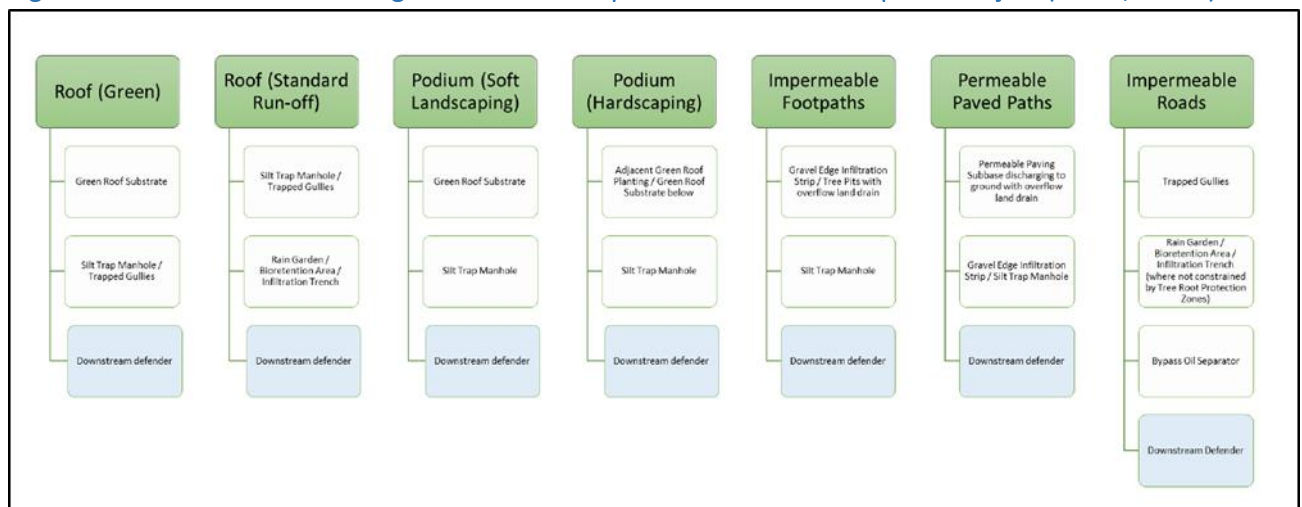 Roof (Green)
Green Roof Substrate
Silt Trap Manhole /
Trapped Gullies
Downstream defender
Roof (Standard
Run-off)
Silt Trap Manhole /
Trapped Gullies
Rain Garden /
Bioretention Area /
Infiltration Trench
Downstream defender
Podium (Soft
Landscaping)
Green Roof Substrate
Silt Trap Manhole
Downstream defender
Podium
(Hardscaping)
Adjacent Green Roof
Planting / Green Roof
Substrate below
Silt Trap Manhole
Downstream defender
Impermeable
Footpaths
Gravel Edge Infiltration
Strip / Tree Pits with
overflow land drain
Silt Trap Manhole
Downstream defender
Permeable
Paved Paths
Permeable Paving
Subbase discharging to
ground with overflow
land drain
Gravel Edge Infiltration
Strip / Silt Trap Manhole
Downstream defender
Impermeable
Roads
Trapped Gullies
Rain Garden /
Bioretention Area /
Infiltration Trench
(where not constrained
by Tree Root Protection
Zones)
Bypass Oil Separator
Downstream Defender